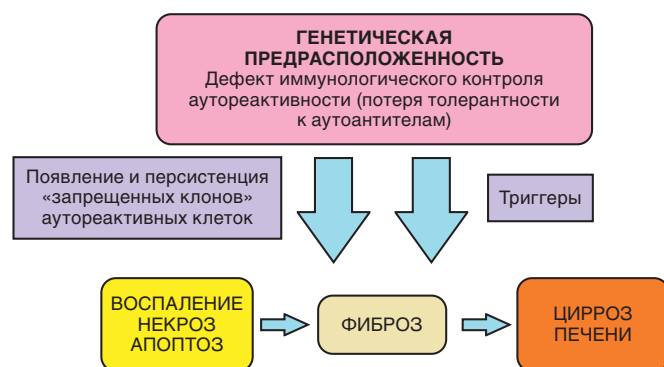 ГЕНЕТИЧЕСКАЯ
ПРЕДРАСПОЛОЖЕННОСТЬ
Дефект иммунологического контроля
аутореактивности (потеря толерантности
к аутоантителам)
Появление и персистенция
«запрещенных клонов»
аутореактивных клеток
Триггеры
ВОСПАЛЕНИЕ
НЕКРОЗ
АПОПТОЗ
ФИБРОЗ
ЦИРРОЗ
ПЕЧЕНИ